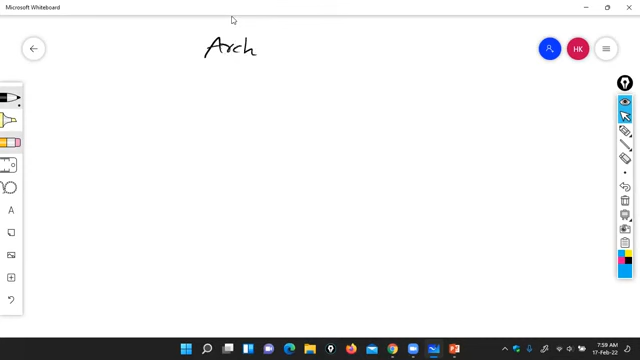 Microsoft Whiteboard
Arch
HK
A
7:59 AM
17-Feb-22